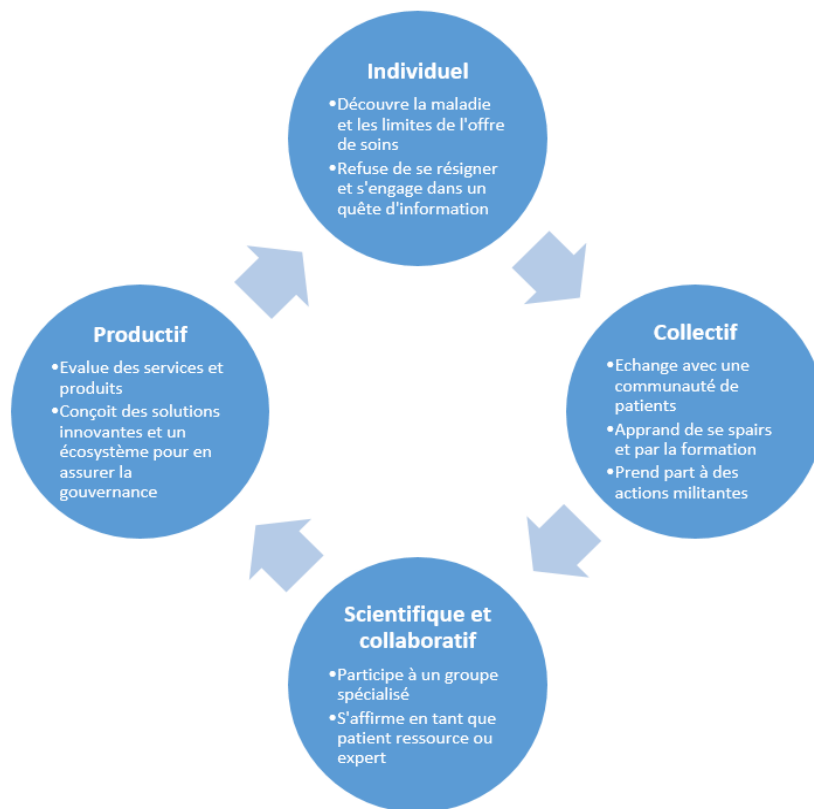 Individuel
•Découvre la maladie
et les limites de l'offre
de soins
•Refuse de se résigner
et s'engage dans un
quête d'information
Collectif
•Echange avec une
communauté de
patients
•Apprand de se spairs
et par la formation
•Prend part à des
actions militantes
Scientifique et
collaboratif
•Participe à un groupe
spécialisé
•S'affirme en tant que
patient ressource ou
expert
Productif
•Evalue des services et
produits
•Conçoit des solutions
innovantes et un
écosystème pour en
assurer la
gouvernance